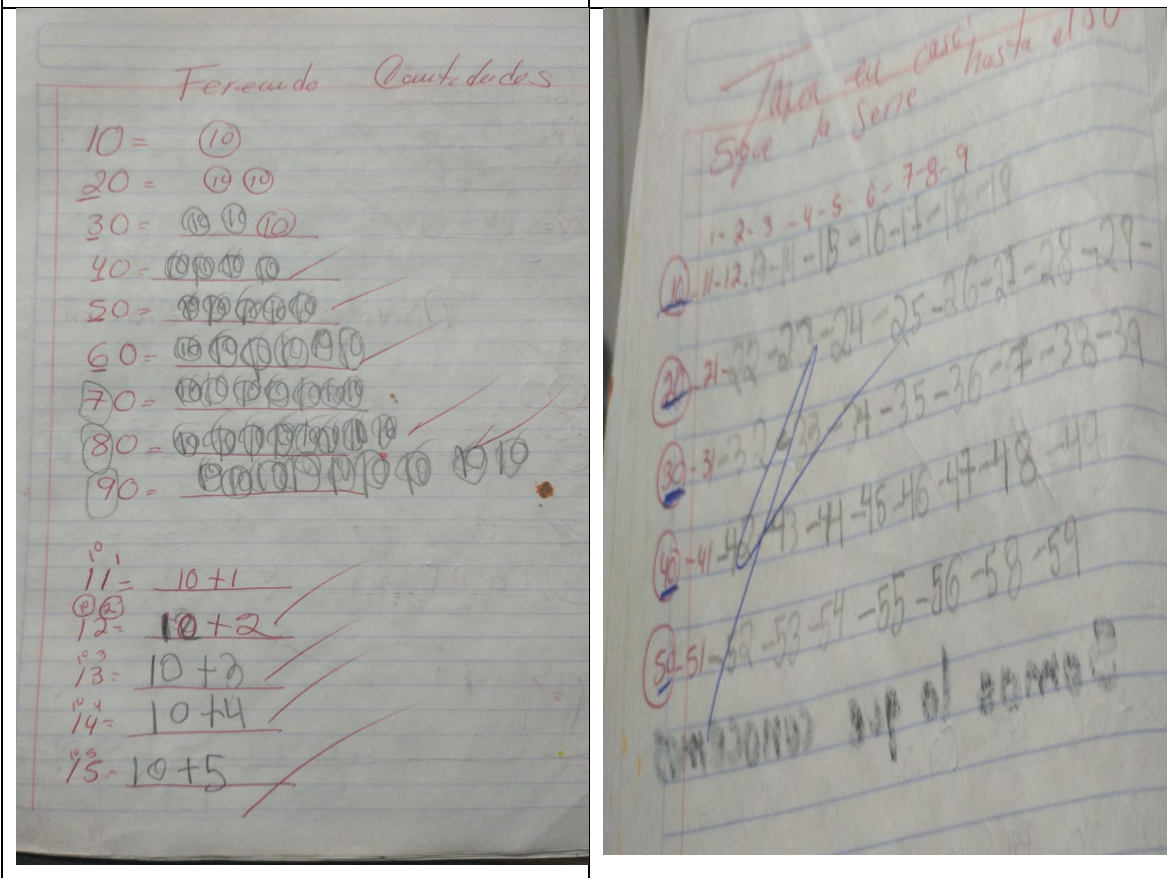 Fernando Cantidades
10 = 10
20 = 10 10
30 = 10 10 10
40 = 10 10 10 10
50 = 10 10 10 10 10
60 = 10 10 10 10 10 10
70 = 10 10 10 10 10 10 10
80 = 10 10 10 10 10 10 10 10
90 = 10 10 10 10 10 10 10 10 10
10 1
11 = 10 + 1
10 2
12 = 10 + 2
10 3
13 = 10 + 3
10 4
14 = 10 + 4
10 5
15 = 10 + 5
Tarea en casa,
Sigue la serie hasta el 50
1 - 2 - 3 - 4 - 5 - 6 - 7 - 8 - 9
10 - 11 - 12 - 13 - 14 - 15 - 16 - 17 - 18 - 19
20 - 21 - 22 - 23 - 24 - 25 - 26 - 27 - 28 - 29 -
30 - 31 - 32 - 33 - 34 - 35 - 36 - 37 - 38 - 39
40 - 41 - 42 - 43 - 44 - 45 - 46 - 47 - 48 - 49
50 - 51 - 52 - 53 - 54 - 55 - 56 - 58 - 59